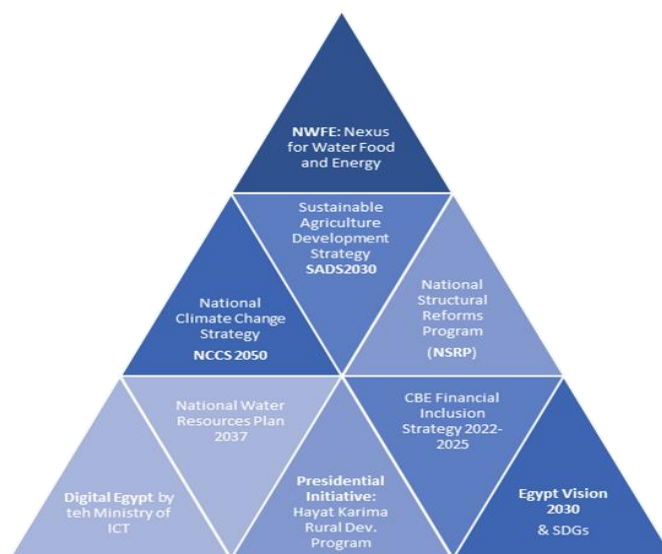 NWFE: Nexus
for Water Food
and Energy
Sustainable
Agriculture
Development
Strategy
SADS2030
National
Climate Change
Strategy
NCCS 2050
National
Structural
Reforms
Program
(NSRP)
Digital Egypt by
teh Ministry of
ICT
National Water
Resources Plan
2037
Presidential
Initiative:
Hayat Karima
Rural Dev.
Program
CBE Financial
Inclusion
Strategy 2022-
2025
Egypt Vision
2030
& SDGs